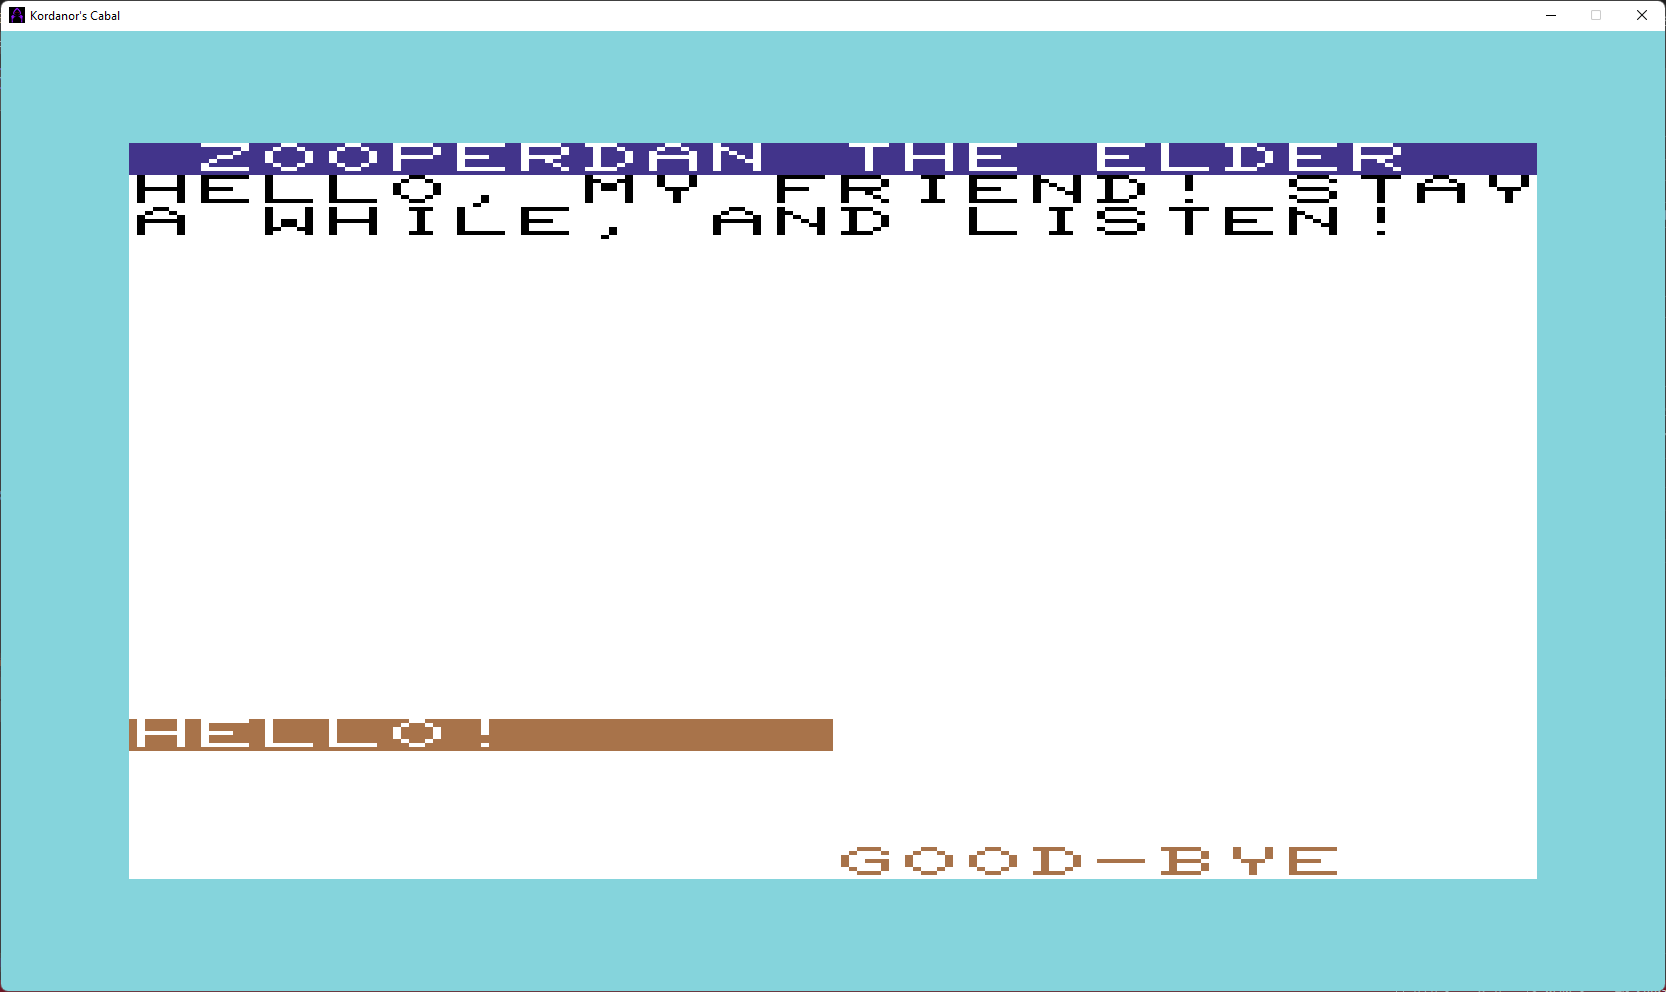 Kordanor's Cabal
ZOOPERDAN THE ELDER
HELLO, MY FRIEND! STAY
A WHILE, AND LISTEN!
HELLO!
GOOD-BYE